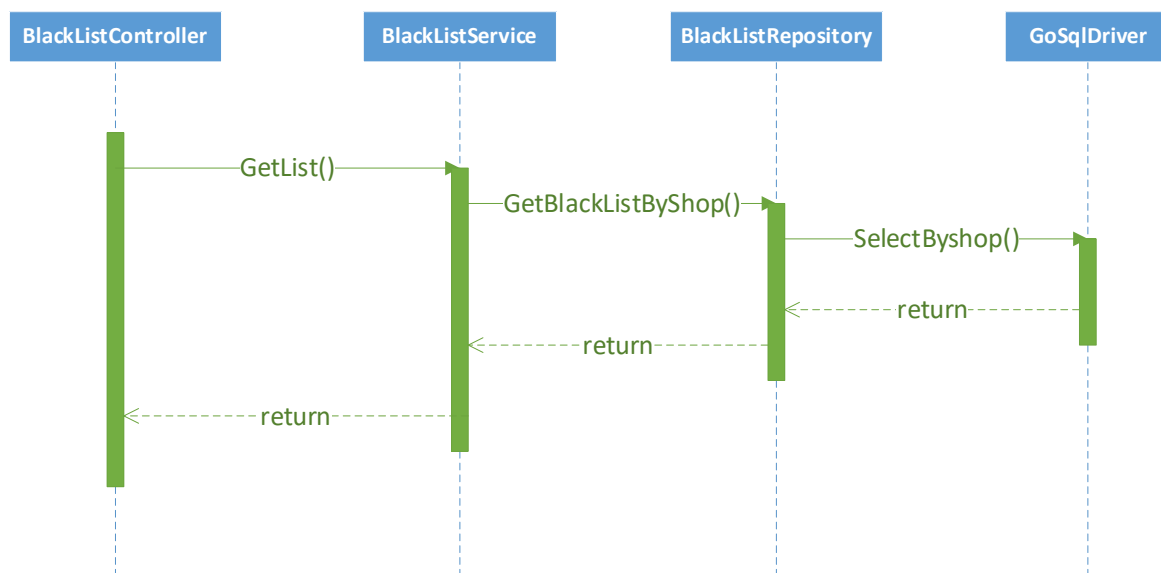 BlackListController
BlackListService
BlackListRepository
GoSqlDriver
GetList()
GetBlackListByShop()
SelectByshop()
return
return
return